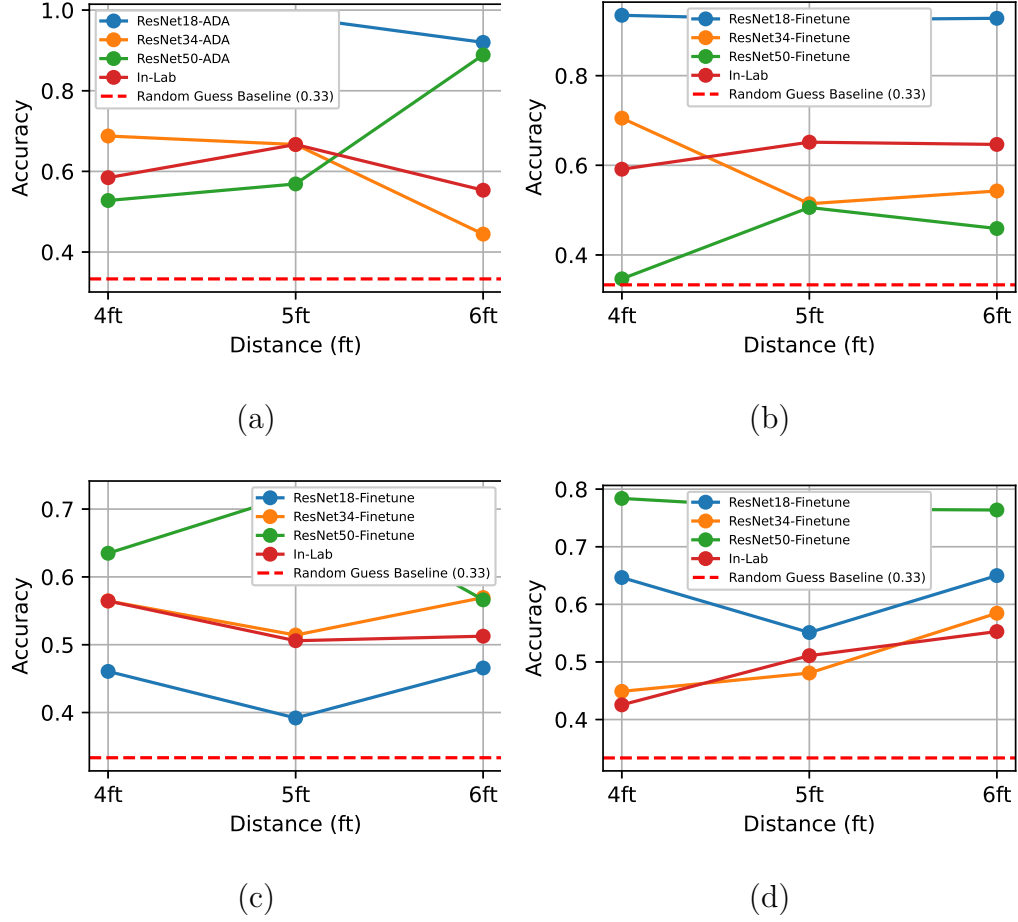 1.0
0.8
0.6
0.4
Accuracy
ResNet18-ADA
ResNet34-ADA
ResNet50-ADA
In-Lab
Random Guess Baseline (0.33)
4ft 5ft 6ft
Distance (ft)
(a)
0.8
0.6
0.4
Accuracy
ResNet18-Finetune
ResNet34-Finetune
ResNet50-Finetune
In-Lab
Random Guess Baseline (0.33)
4ft 5ft 6ft
Distance (ft)
(b)
0.7
0.6
0.5
0.4
Accuracy
ResNet18-Finetune
ResNet34-Finetune
ResNet50-Finetune
In-Lab
Random Guess Baseline (0.33)
4ft 5ft 6ft
Distance (ft)
(c)
0.8
0.7
0.6
0.5
0.4
Accuracy
ResNet18-Finetune
ResNet34-Finetune
ResNet50-Finetune
In-Lab
Random Guess Baseline (0.33)
4ft 5ft 6ft
Distance (ft)
(d)